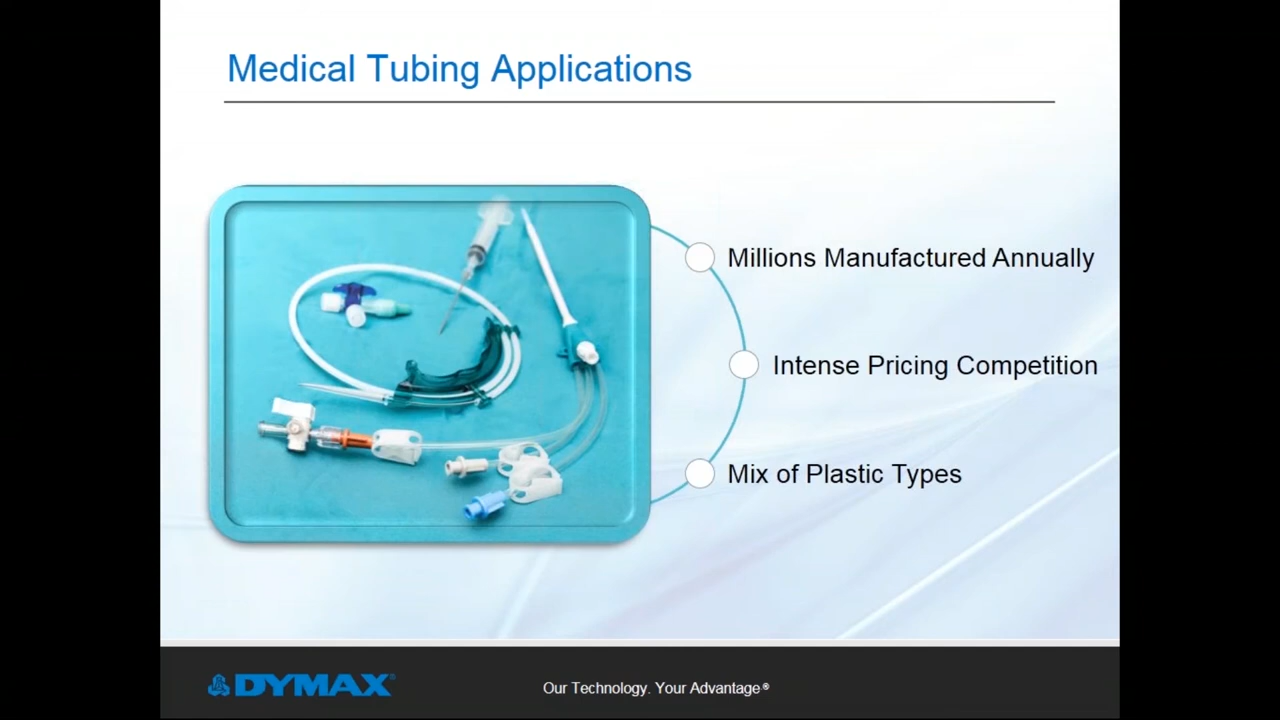 Medical Tubing Applications
Millions Manufactured Annually
Intense Pricing Competition
Mix of Plastic Types
DYMAX®
Our Technology. Your Advantage®